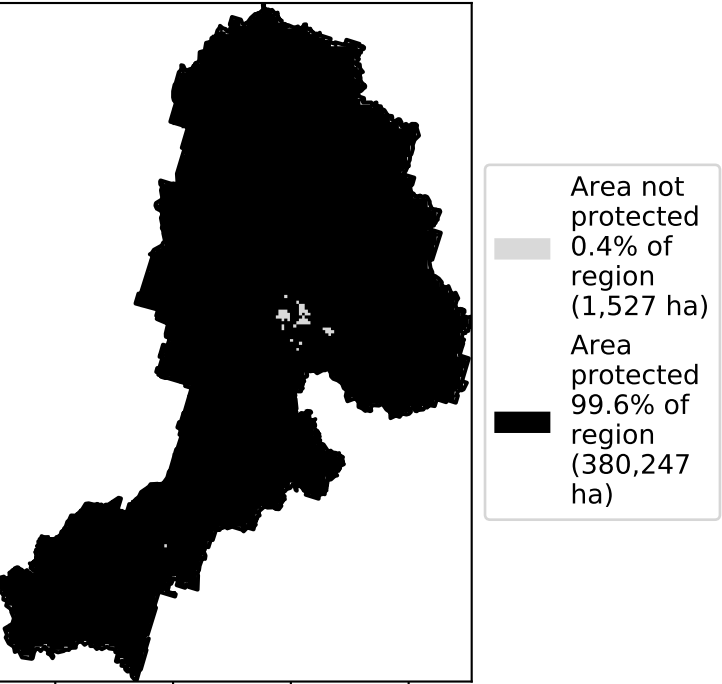 Area not
protected
0.4% of
region
(1,527 ha)
Area
protected
99.6% of
region
(380,247
ha)